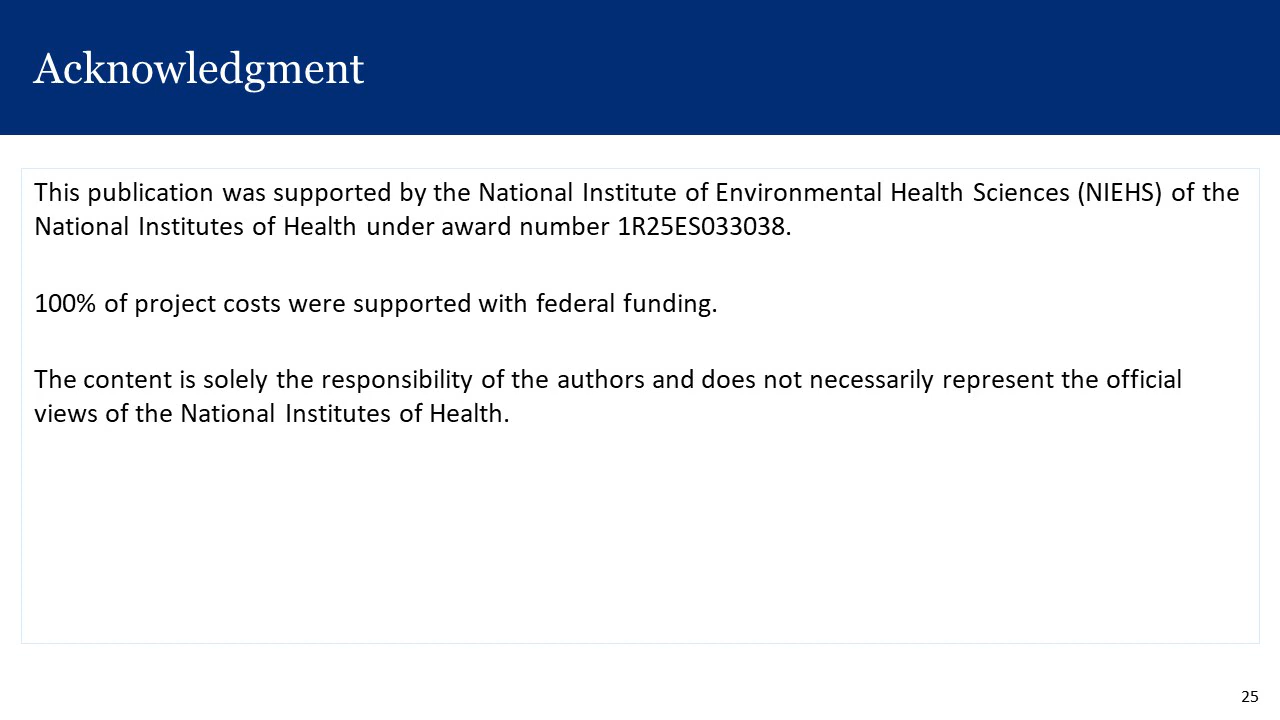 Acknowledgment
This publication was supported by the National Institute of Environmental Health Sciences (NIEHS) of the
National Institutes of Health under award number 1R25ES033038.
100% of project costs were supported with federal funding.
The content is solely the responsibility of the authors and does not necessarily represent the official
views of the National Institutes of Health.
25